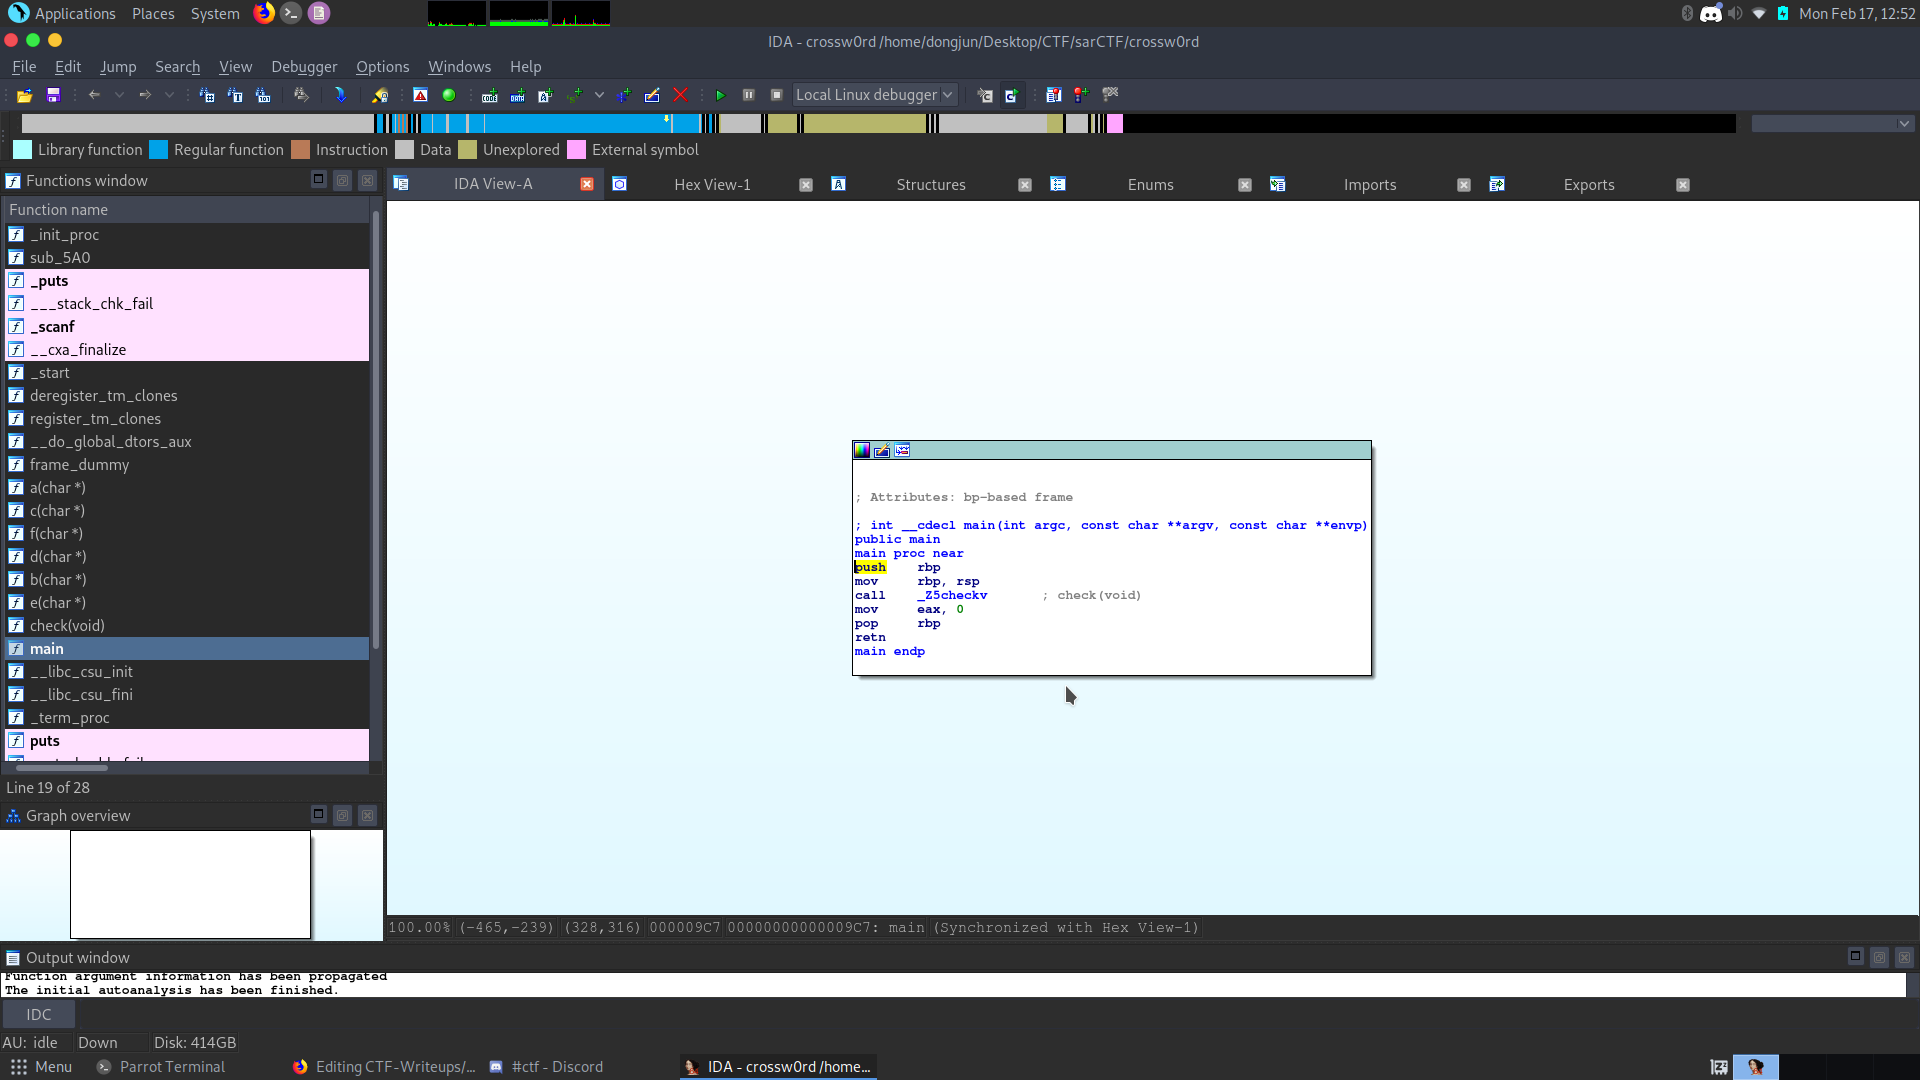 Applications Places System Mon Feb 17, 12:52
IDA - crossw0rd /home/dongjun/Desktop/CTF/sarCTF/crossw0rd
File Edit Jump Search View Debugger Options Windows Help
Local Linux debugger
Library function Regular function Instruction Data Unexplored External symbol
Functions window
IDA View-A Hex View-1 Structures Enums Imports Exports
Function name
_init_proc
sub_5A0
_puts
___stack_chk_fail
_scanf
__cxa_finalize
_start
deregister_tm_clones
register_tm_clones
__do_global_dtors_aux
frame_dummy
a(char *)
c(char *)
f(char *)
d(char *)
b(char *)
e(char *)
check(void)
main
__libc_csu_init
__libc_csu_fini
_term_proc
puts
Line 19 of 28
Graph overview
; Attributes: bp-based frame
; int __cdecl main(int argc, const char **argv, const char **envp)
public main
main proc near
push rbp
mov rbp, rsp
call _Z5checkv ; check(void)
mov eax, 0
pop rbp
retn
main endp
100.00% (-465,-239) (328,316) 000009C7 00000000000009C7: main (Synchronized with Hex View-1)
Output window
Function argument information has been propagated
The initial autoanalysis has been finished.
IDC
AU: idle Down Disk: 414GB
Menu Parrot Terminal Editing CTF-Writeups/... #ctf - Discord IDA - crossw0rd /home...